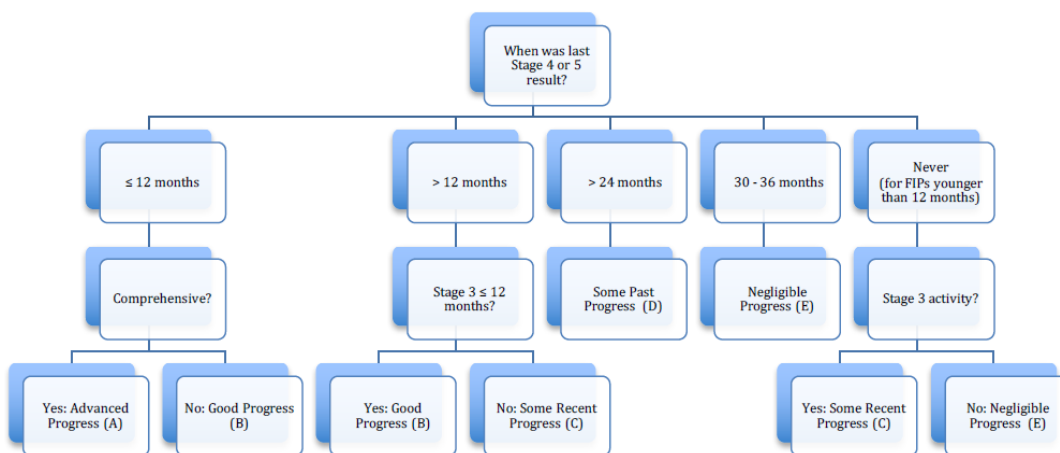 When was last
Stage 4 or 5
result?
≤ 12 months
> 12 months
> 24 months
30 - 36 months
Never
(for FIPs younger
than 12 months)
Comprehensive?
Stage 3 ≤ 12
months?
Some Past
Progress (D)
Negligible
Progress (E)
Stage 3 activity?
Yes: Advanced
Progress (A)
No: Good Progress
(B)
Yes: Good
Progress (B)
No: Some Recent
Progress (C)
Yes: Some Recent
Progress (C)
No: Negligible
Progress (E)